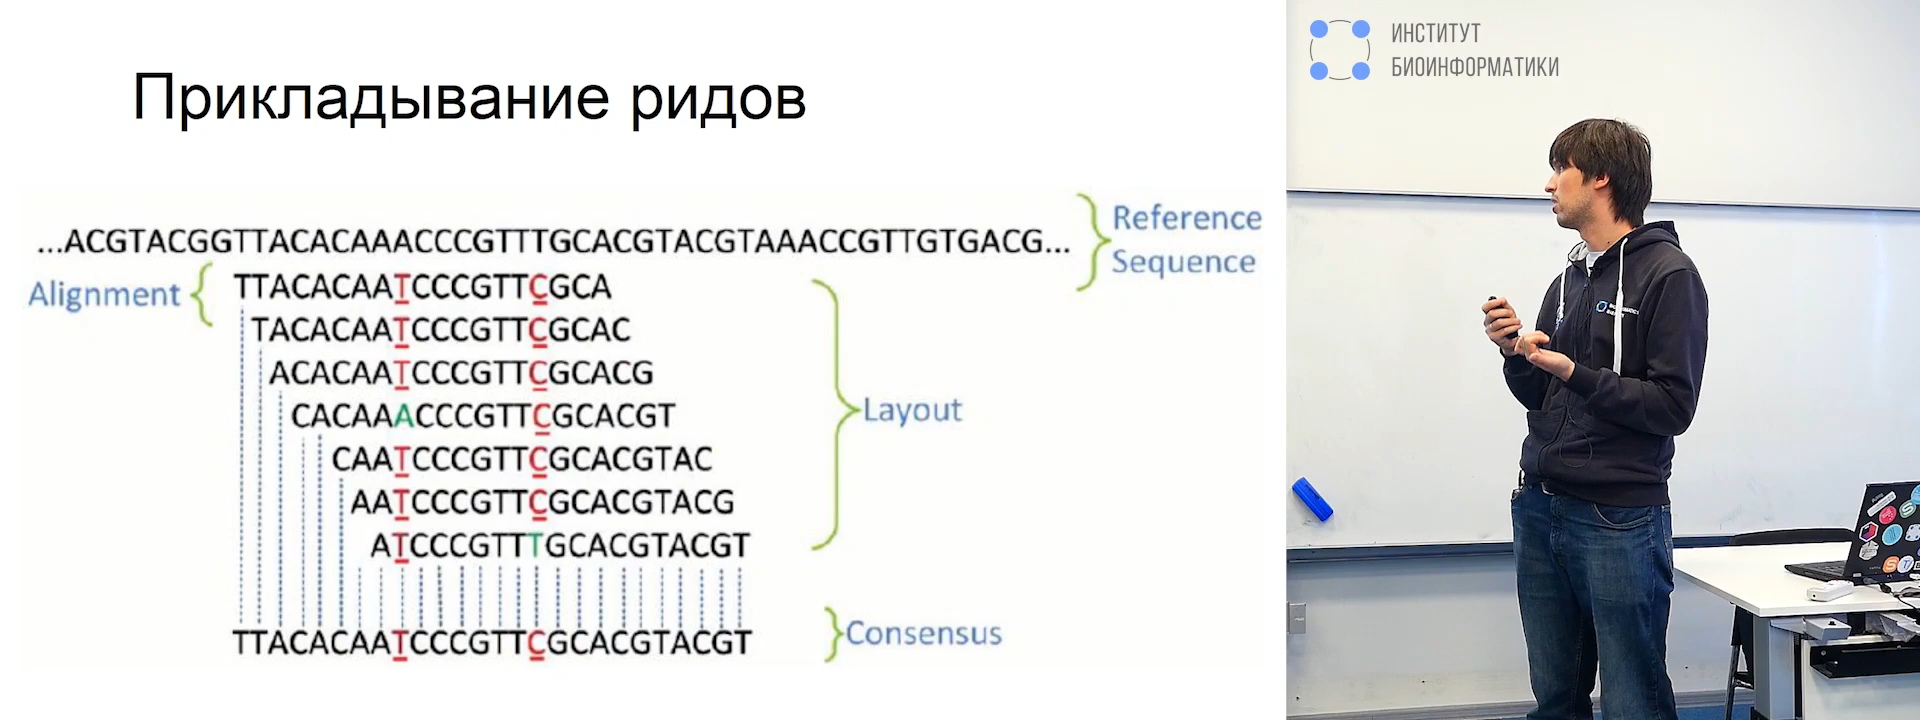 Прикладывание ридов
...ACGTACGGTTACACAAACCCGTTTGCACGTACGTAAACCGTTGTGACG...
Reference
Sequence
Alignment
TTACACAATCCCGTTCGCA
TACACAATCCCGTTCGCAC
ACACAATCCCGTTCGCACG
CACAAACCCGTTCGCACGT
Layout
CAATCCCGTTCGCACGTAC
AATCCCGTTCGCACGTACG
ATCCCGTTTGCACGTACGT
TTACACAATCCCGTTCGCACGTACGT
Consensus
ИНСТИТУТ
БИОИНФОРМАТИКИ